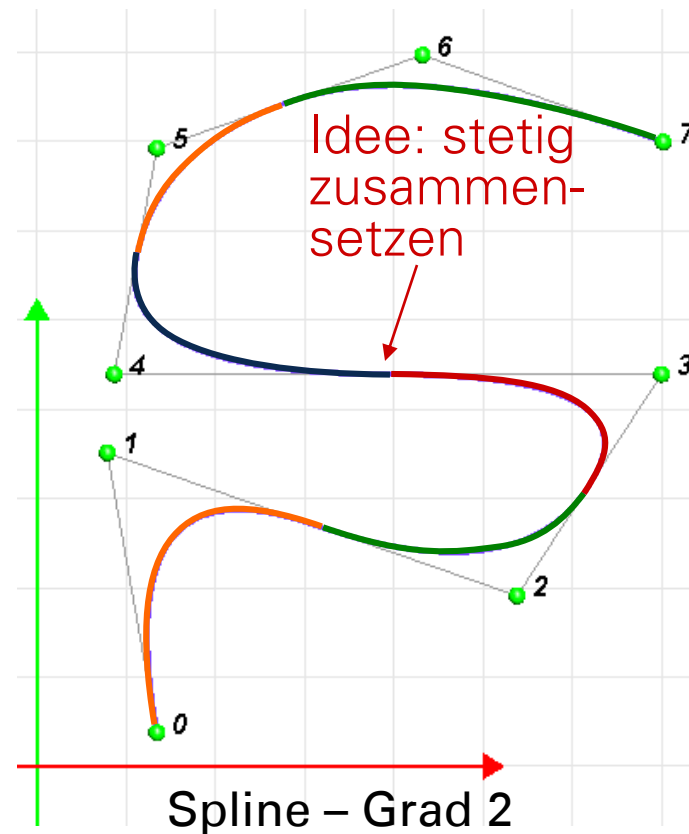 6
5
7
Idee: stetig
zusammen-
setzen
4
3
1
2
0
Spline – Grad 2